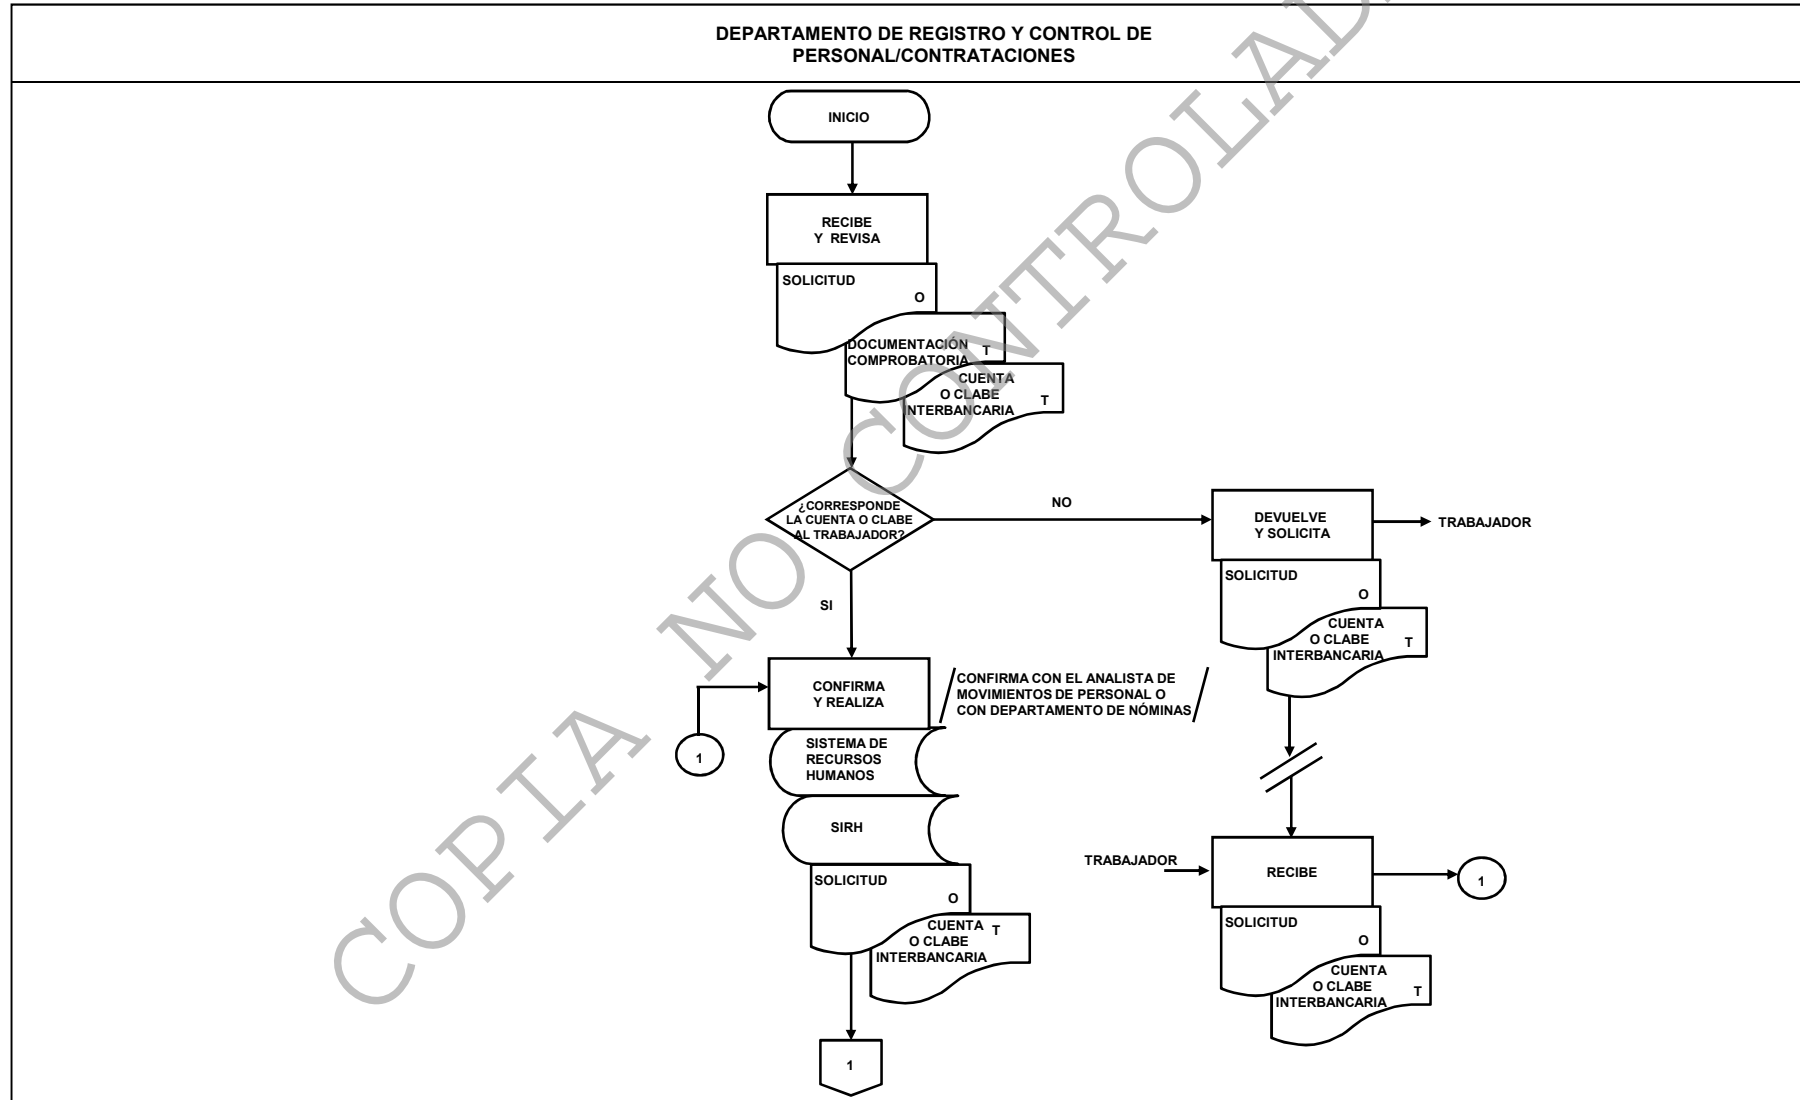 DEPARTAMENTO DE REGISTRO Y CONTROL DE
PERSONAL/CONTRATACIONES
INICIO
RECIBE
Y REVISA
SOLICITUD
O
DOCUMENTACIÓN
COMPROBATORIA T
CUENTA
O CLABE
INTERBANCARIA T
¿CORRESPONDE
LA CUENTA O CLABE
AL TRABAJADOR?
NO
DEVUELVE
Y SOLICITA
TRABAJADOR
SOLICITUD
O
CUENTA
O CLABE
INTERBANCARIA T
SI
CONFIRMA
Y REALIZA
CONFIRMA CON EL ANALISTA DE
MOVIMIENTOS DE PERSONAL O
CON DEPARTAMENTO DE NÓMINAS
1
SISTEMA DE
RECURSOS
HUMANOS
SIRH
SOLICITUD
O
CUENTA T
O CLABE
INTERBANCARIA
1
TRABAJADOR
RECIBE
1
SOLICITUD
O
CUENTA
O CLABE
INTERBANCARIA T
COPIA NO CONTROLAD